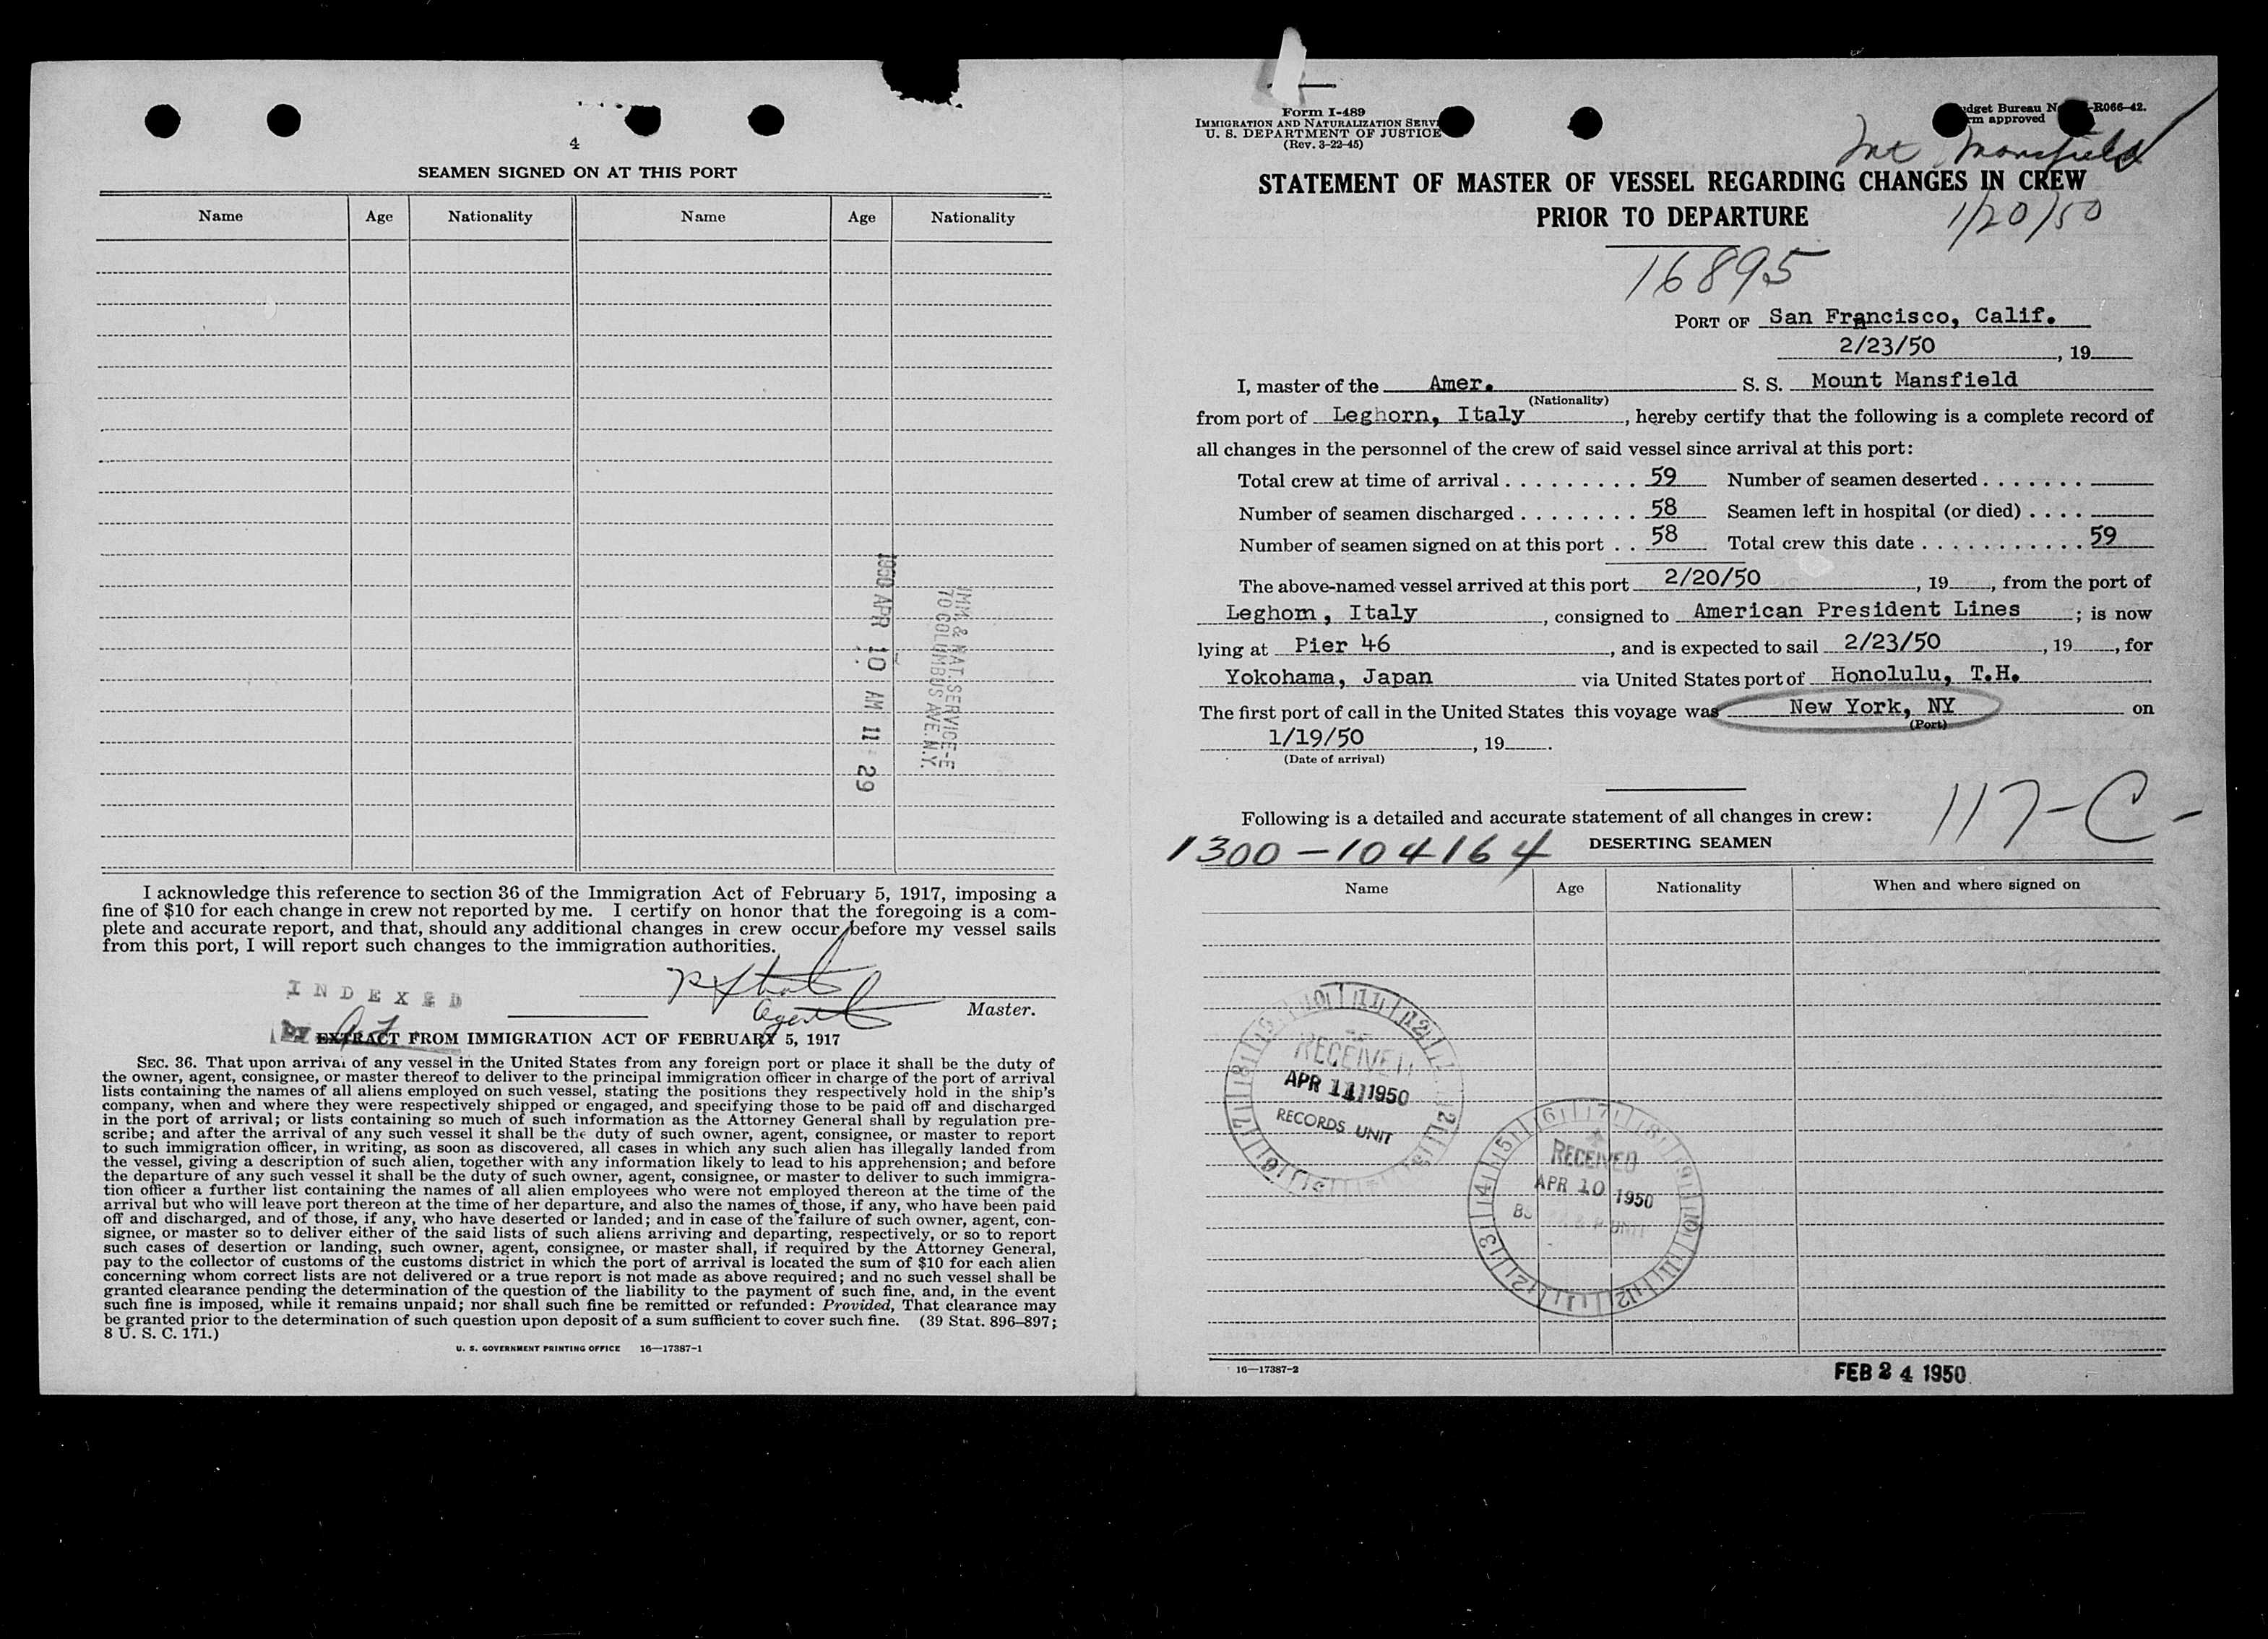 4
SEAMEN SIGNED ON AT THIS PORT
Name Age Nationality Name Age Nationality
1950 APR 10 AM 11 29
IMM. & NAT. SERVICE-E
70 COLUMBUS AVE. N.Y.
I acknowledge this reference to section 36 of the Immigration Act of February 5, 1917, imposing a
fine of $10 for each change in crew not reported by me. I certify on honor that the foregoing is a com-
plete and accurate report, and that, should any additional changes in crew occur before my vessel sails
from this port, I will report such changes to the immigration authorities.
INDEXED
Agent Master.
BY
EXTRACT FROM IMMIGRATION ACT OF FEBRUARY 5, 1917
SEC. 36. That upon arrival of any vessel in the United States from any foreign port or place it shall be the duty of
the owner, agent, consignee, or master thereof to deliver to the principal immigration officer in charge of the port of arrival
lists containing the names of all aliens employed on such vessel, stating the positions they respectively hold in the ship's
company, when and where they were respectively shipped or engaged, and specifying those to be paid off and discharged
in the port of arrival; or lists containing so much of such information as the Attorney General shall by regulation pre-
scribe; and after the arrival of any such vessel it shall be the duty of such owner, agent, consignee, or master to report
to such immigration officer, in writing, as soon as discovered, all cases in which any such alien has illegally landed from
the vessel, giving a description of such alien, together with any information likely to lead to his apprehension; and before
the departure of any such vessel it shall be the duty of such owner, agent, consignee, or master to deliver to such immigra-
tion officer a further list containing the names of all alien employees who were not employed thereon at the time of the
arrival but who will leave port thereon at the time of her departure, and also the names of those, if any, who have been paid
off and discharged, and of those, if any, who have deserted or landed; and in case of the failure of such owner, agent, con-
signee, or master so to deliver either of the said lists of such aliens arriving and departing, respectively, or so to report
such cases of desertion or landing, such owner, agent, consignee, or master shall, if required by the Attorney General,
pay to the collector of customs of the customs district in which the port of arrival is located the sum of $10 for each alien
concerning whom correct lists are not delivered or a true report is not made as above required; and no such vessel shall be
granted clearance pending the determination of the question of the liability to the payment of such fine, and, in the event
such fine is imposed, while it remains unpaid; nor shall such fine be remitted or refunded: Provided, That clearance may
be granted prior to the determination of such question upon deposit of a sum sufficient to cover such fine. (39 Stat. 896–897;
8 U. S. C. 171.)
U. S. GOVERNMENT PRINTING OFFICE 16—17387-1
Form I-489
IMMIGRATION AND NATURALIZATION SERV
U. S. DEPARTMENT OF JUSTICE
(Rev. 3-22-45)
dget Bureau N -R066-42.
rm approved
Mt Mansfield
STATEMENT OF MASTER OF VESSEL REGARDING CHANGES IN CREW
PRIOR TO DEPARTURE
1/20/50
16895
PORT OF San Francisco, Calif.
2/23/50 , 19
I, master of the Amer. S. S. Mount Mansfield
(Nationality)
from port of Leghorn, Italy , hereby certify that the following is a complete record of
all changes in the personnel of the crew of said vessel since arrival at this port:
Total crew at time of arrival . . . . . . . . . 59 Number of seamen deserted . . . . . . .
Number of seamen discharged . . . . . . . . 58 Seamen left in hospital (or died) . . . .
Number of seamen signed on at this port . . 58 Total crew this date . . . . . . . . . . . 59
The above-named vessel arrived at this port 2/20/50 , 19 , from the port of
Leghorn, Italy , consigned to American President Lines ; is now
lying at Pier 46 , and is expected to sail 2/23/50 , 19 , for
Yokohama, Japan via United States port of Honolulu, T.H.
The first port of call in the United States this voyage was New York, NY on
(Port)
1/19/50 , 19 .
(Date of arrival)
117-C-
Following is a detailed and accurate statement of all changes in crew:
1300-104164 DESERTING SEAMEN
Name Age Nationality When and where signed on
RECEIVED
APR 11 1950
RECORDS UNIT
RECEIVED
APR 10 1950
UNIT
16—17387-2
FEB 24 1950